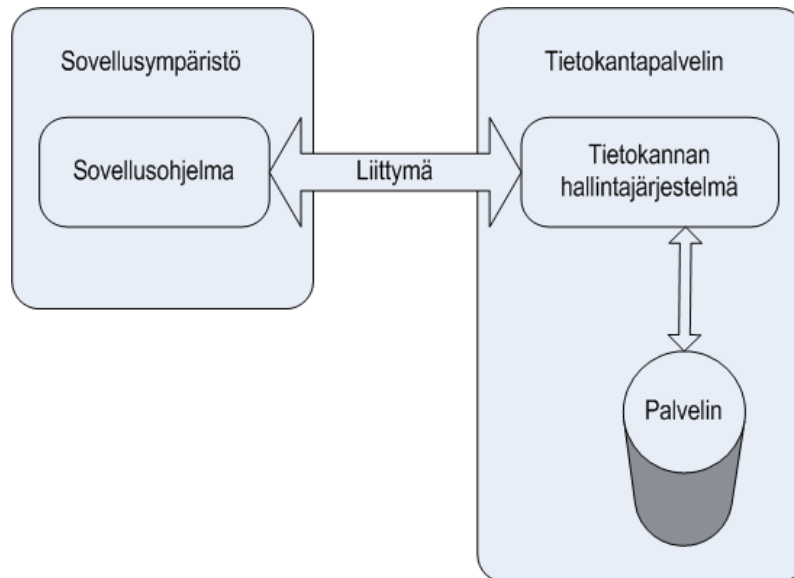 Sovellusympäristö
Sovellusohjelma
Liittymä
Tietokantapalvelin
Tietokannan
hallintajärjestelmä
Palvelin